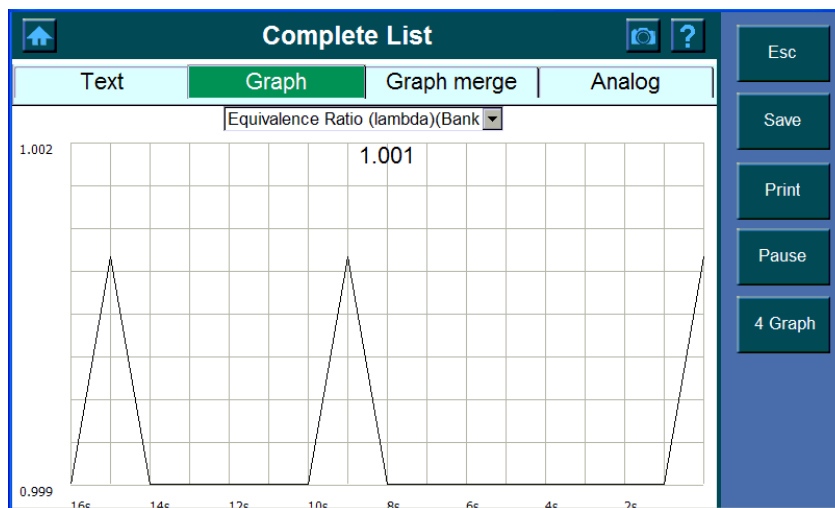 Complete List
?
Esc
Text Graph Graph merge Analog
Equivalence Ratio (lambda)(Bank
Save
1.002
1.001
Print
Pause
4 Graph
0.999
16s 14s 12s 10s 8s 6s 4s 2s